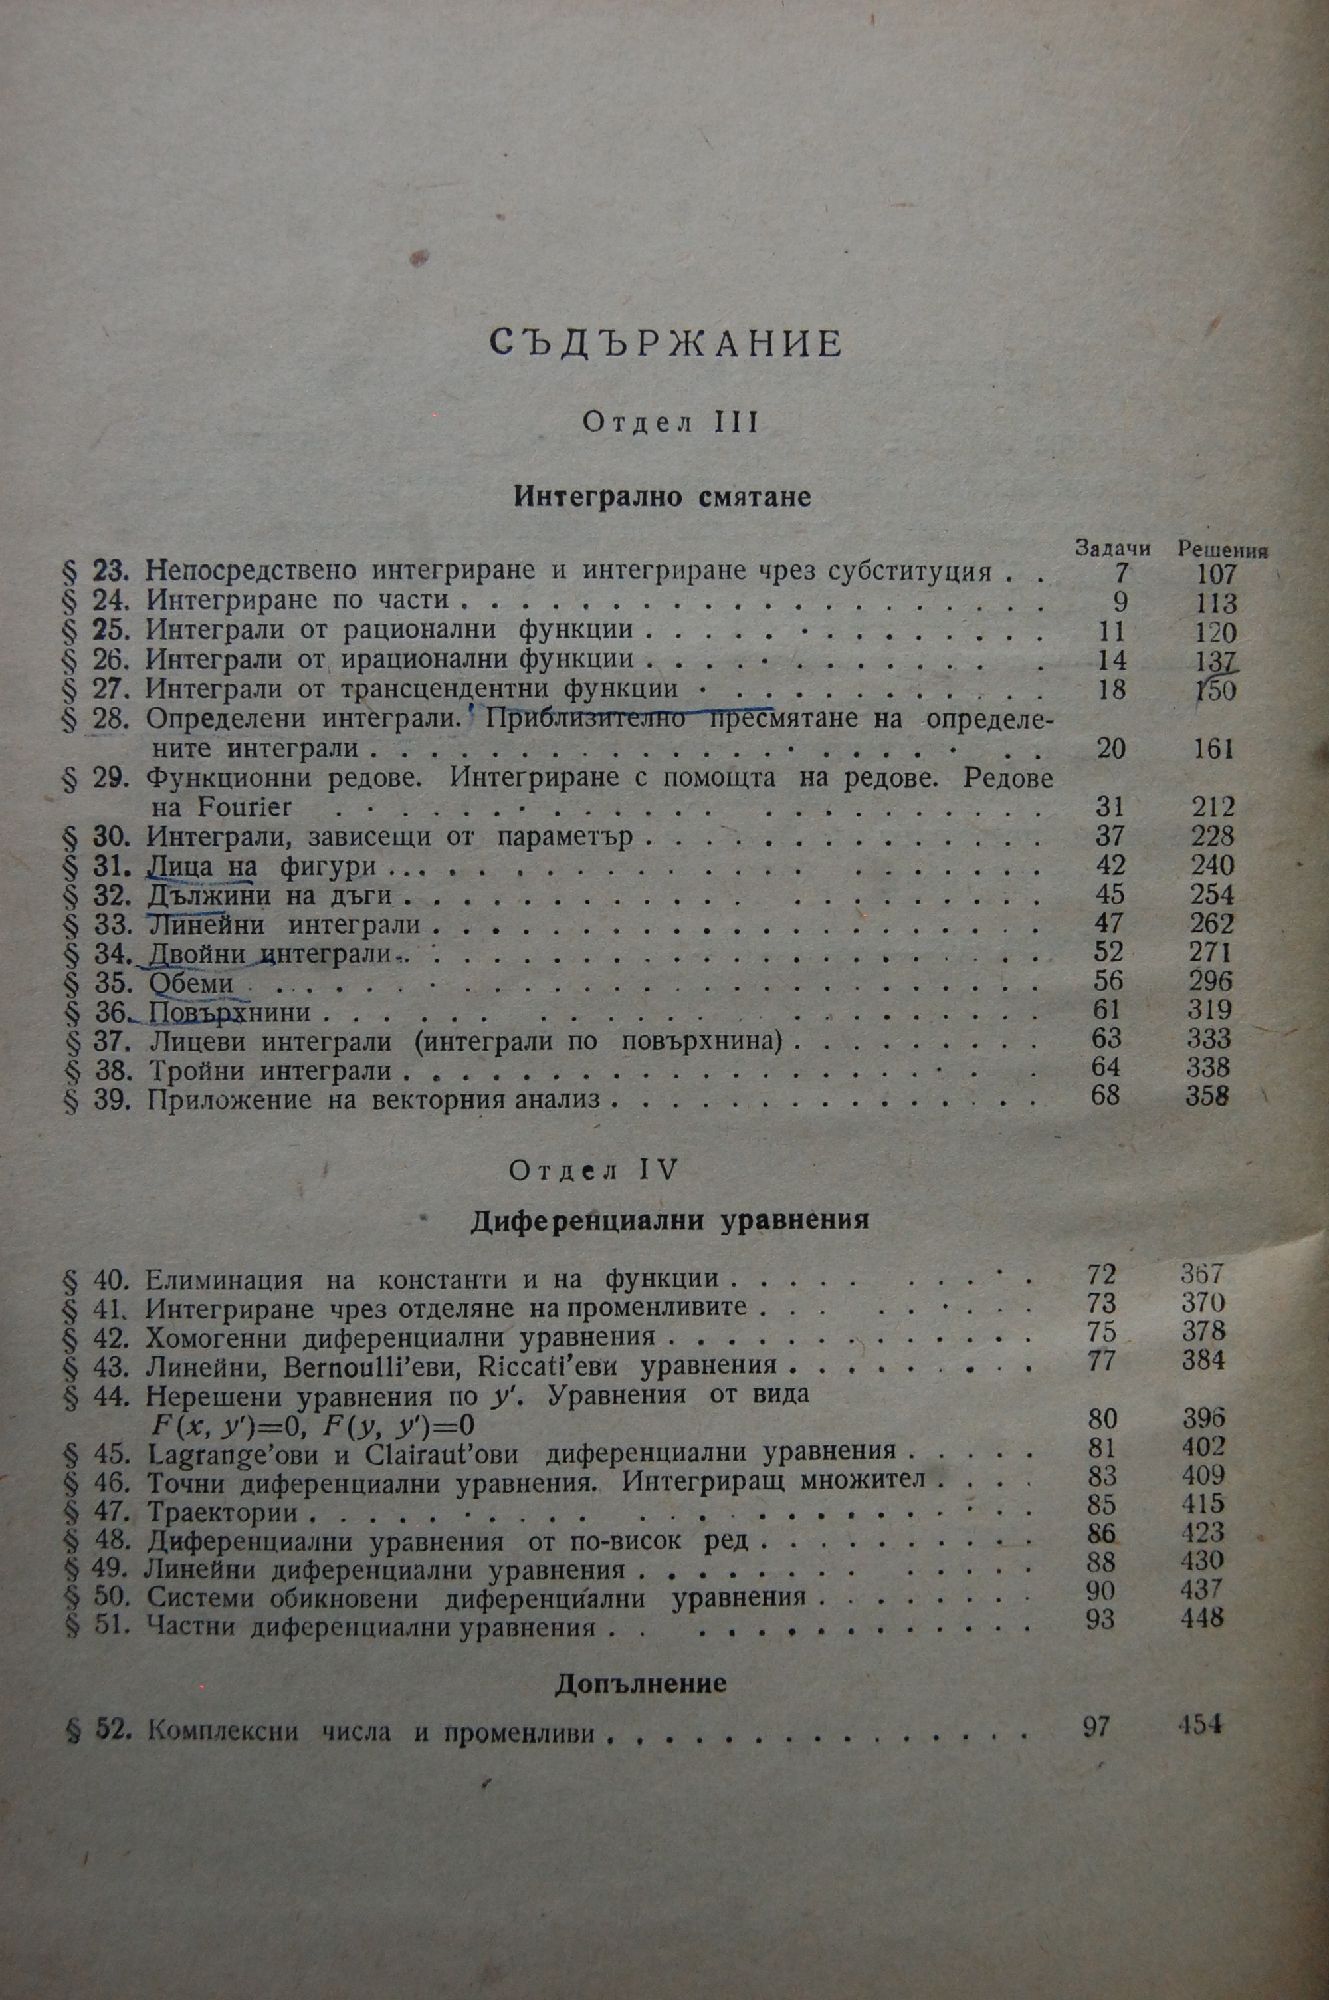 СЪДЪРЖАНИЕ
Отдел III
Интегрално смятане
Задачи Решения
§ 23. Непосредствено интегриране и интегриране чрез субституция . . 7 107
§ 24. Интегриране по части . . . . . . . . . . . . . . . . . . . . 9 113
§ 25. Интеграли от рационални функции . . . . . . . . . . . . . . 11 120
§ 26. Интеграли от ирационални функции . . . . . . . . . . . . . 14 137
§ 27. Интеграли от трансцендентни функции . . . . . . . . . . . . 18 150
§ 28. Определени интеграли. Приблизително пресмятане на определе-
ните интеграли . . . . . . . . . . . . . . . . . . . . . . . 20 161
§ 29. Функционни редове. Интегриране с помощта на редове. Редове
на Fourier . . . . . . . . . . . . . . . . . . . . . . . . 31 212
§ 30. Интеграли, зависещи от параметър . . . . . . . . . . . . . . 37 228
§ 31. Лица на фигури . . . . . . . . . . . . . . . . . . . . . . . 42 240
§ 32. Дължини на дъги . . . . . . . . . . . . . . . . . . . . . . 45 254
§ 33. Линейни интеграли . . . . . . . . . . . . . . . . . . . . . 47 262
§ 34. Двойни интеграли . . . . . . . . . . . . . . . . . . . . . . 52 271
§ 35. Обеми . . . . . . . . . . . . . . . . . . . . . . . . . . . 56 296
§ 36. Повърхнини . . . . . . . . . . . . . . . . . . . . . . . . 61 319
§ 37. Лицеви интеграли (интеграли по повърхнина) . . . . . . . . . 63 333
§ 38. Тройни интеграли . . . . . . . . . . . . . . . . . . . . . . 64 338
§ 39. Приложение на векторния анализ . . . . . . . . . . . . . . . 68 358
Отдел IV
Диференциални уравнения
§ 40. Елиминация на константи и на функции . . . . . . . . . . . 72 367
§ 41. Интегриране чрез отделяне на променливите . . . . . . . . . 73 370
§ 42. Хомогенни диференциални уравнения . . . . . . . . . . . . . 75 378
§ 43. Линейни, Bernoulli’еви, Riccati’еви уравнения . . . . . . . . . 77 384
§ 44. Нерешени уравнения по y′. Уравнения от вида
F(x, y′)=0, F(y, y′)=0 80 396
§ 45. Lagrange’ови и Clairaut’ови диференциални уравнения . . . . . 81 402
§ 46. Точни диференциални уравнения. Интегриращ множител . . . . 83 409
§ 47. Траектории . . . . . . . . . . . . . . . . . . . . . . . . . 85 415
§ 48. Диференциални уравнения от по-висок ред . . . . . . . . . . 86 423
§ 49. Линейни диференциални уравнения . . . . . . . . . . . . . . 88 430
§ 50. Системи обикновени диференциални уравнения . . . . . . . . 90 437
§ 51. Частни диференциални уравнения . . . . . . . . . . . . . . 93 448
Допълнение
§ 52. Комплексни числа и променливи . . . . . . . . . . . . . . . 97 454